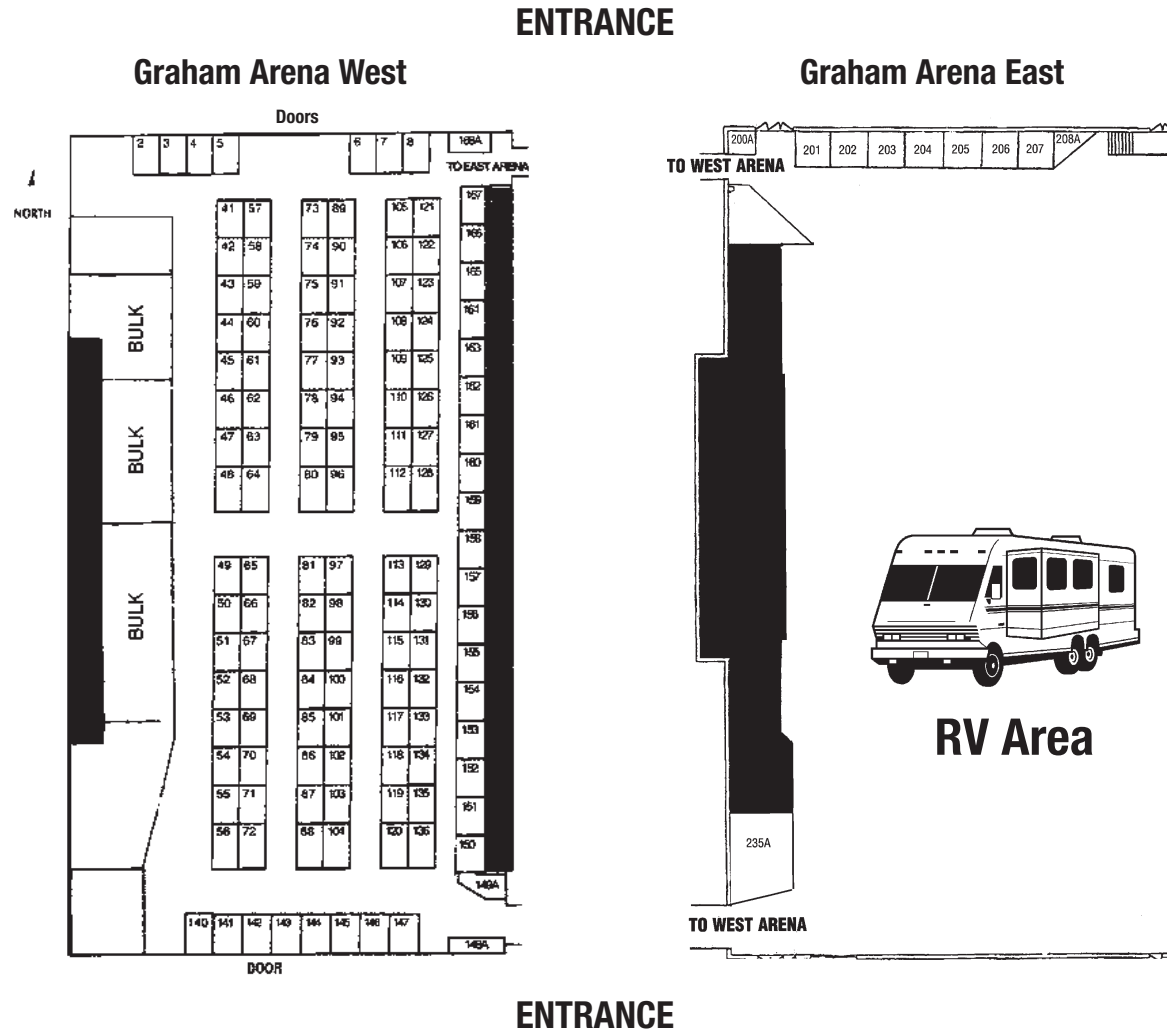 ENTRANCE
Graham Arena West
Graham Arena East
Doors
2 3 4 5 6 7 8 168A
TO EAST ARENA
200A 201 202 203 204 205 206 207 208A
TO WEST ARENA
NORTH
41 57 73 89 105 121 167
42 58 74 90 106 122 166
43 59 75 91 107 123 165
44 60 76 92 108 124 164
45 61 77 93 109 125 163
46 62 78 94 110 126 162
47 63 79 95 111 127 161
48 64 80 96 112 128 160
159
158
49 65 81 97 113 129 157
50 66 82 98 114 130 156
51 67 83 99 115 131 155
52 68 84 100 116 132 154
53 69 85 101 117 133 153
54 70 86 102 118 134 152
55 71 87 103 119 135 151
56 72 88 104 120 136 150
BULK
BULK
BULK
149A
140 141 142 143 144 145 146 147
148A
DOOR
RV Area
235A
TO WEST ARENA
ENTRANCE